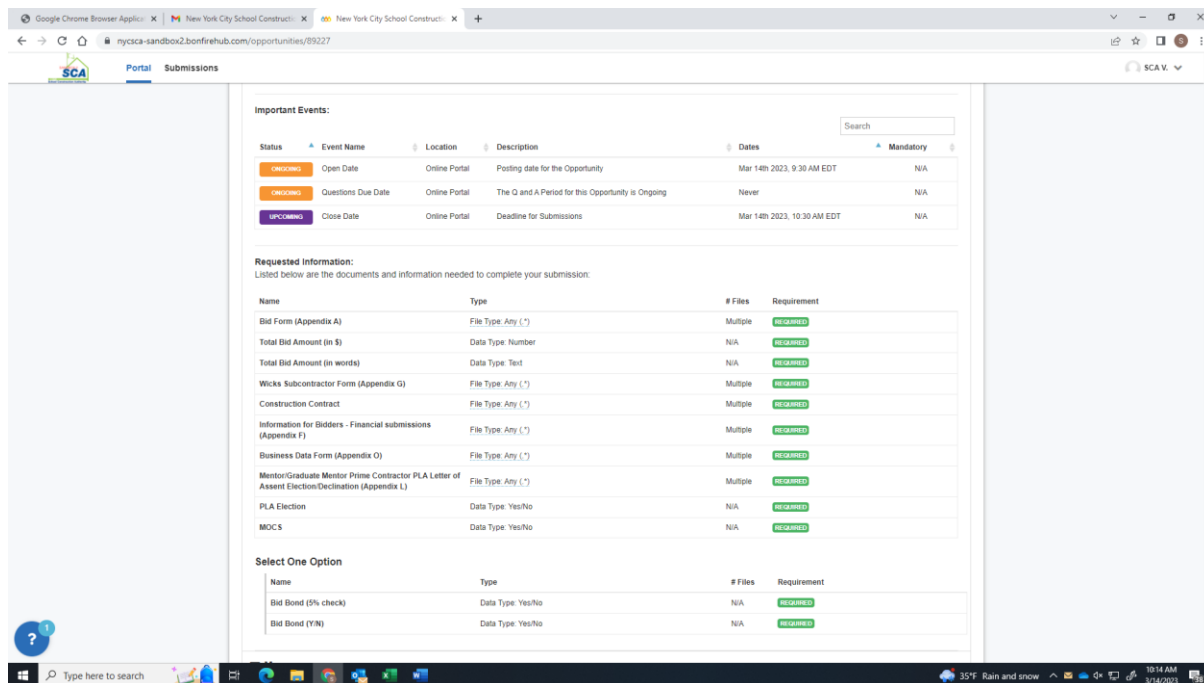 Google Chrome Browser Applica
New York City School Constructi
New York City School Constructi
nycsca-sandbox2.bonfirehub.com/opportunities/89227
S
SCA
Portal Submissions
SCA V.
Important Events:
Search
Status Event Name Location Description Dates Mandatory
ONGOING Open Date Online Portal Posting date for the Opportunity Mar 14th 2023, 9:30 AM EDT N/A
ONGOING Questions Due Date Online Portal The Q and A Period for this Opportunity is Ongoing Never N/A
UPCOMING Close Date Online Portal Deadline for Submissions Mar 14th 2023, 10:30 AM EDT N/A
Requested Information:
Listed below are the documents and information needed to complete your submission:
Name Type # Files Requirement
Bid Form (Appendix A) File Type: Any (.*) Multiple REQUIRED
Total Bid Amount (in $) Data Type: Number N/A REQUIRED
Total Bid Amount (in words) Data Type: Text N/A REQUIRED
Wicks Subcontractor Form (Appendix G) File Type: Any (.*) Multiple REQUIRED
Construction Contract File Type: Any (.*) Multiple REQUIRED
Information for Bidders - Financial submissions
(Appendix F) File Type: Any (.*) Multiple REQUIRED
Business Data Form (Appendix O) File Type: Any (.*) Multiple REQUIRED
Mentor/Graduate Mentor Prime Contractor PLA Letter of
Assent Election/Declination (Appendix L) File Type: Any (.*) Multiple REQUIRED
PLA Election Data Type: Yes/No N/A REQUIRED
MOCS Data Type: Yes/No N/A REQUIRED
Select One Option
Name Type # Files Requirement
Bid Bond (5% check) Data Type: Yes/No N/A REQUIRED
Bid Bond (Y/N) Data Type: Yes/No N/A REQUIRED
? 1
Type here to search
35°F Rain and snow
10:14 AM
3/14/2023